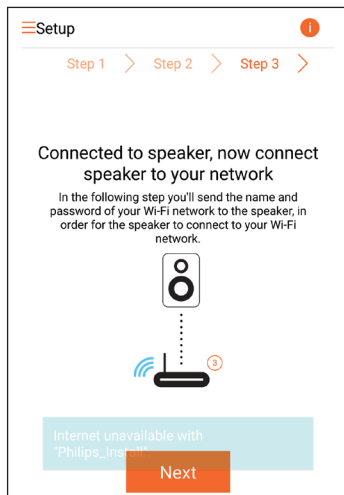 Setup
i
Step 1 > Step 2 > Step 3 >
Connected to speaker, now connect
speaker to your network
In the following step you'll send the name and
password of your Wi-Fi network to the speaker, in
order for the speaker to connect to your Wi-Fi
network.
3
Internet unavailable with
"Philips_Install"
Next